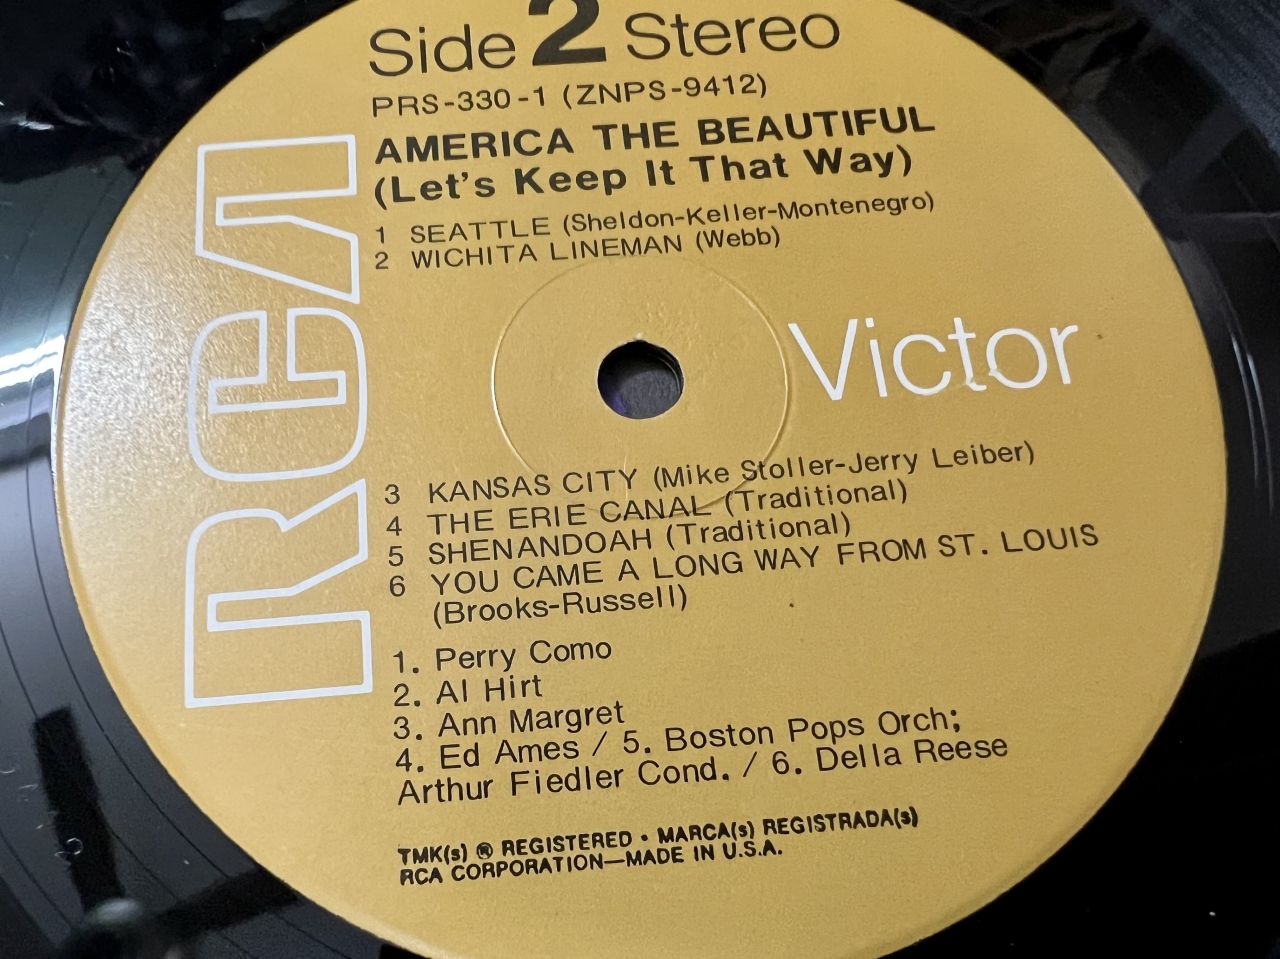 Side 2 Stereo
PRS-330-1 (ZNPS-9412)
AMERICA THE BEAUTIFUL
(Let's Keep It That Way)
1 SEATTLE (Sheldon-Keller-Montenegro)
2 WICHITA LINEMAN (Webb)
RCA
Victor
3 KANSAS CITY (Mike Stoller-Jerry Leiber)
4 THE ERIE CANAL (Traditional)
5 SHENANDOAH (Traditional)
6 YOU CAME A LONG WAY FROM ST. LOUIS
(Brooks-Russell)
1. Perry Como
2. Al Hirt
3. Ann Margret
4. Ed Ames / 5. Boston Pops Orch;
Arthur Fiedler Cond. / 6. Della Reese
TMK(s) ® REGISTERED • MARCA(s) REGISTRADA(s)
RCA CORPORATION—MADE IN U.S.A.